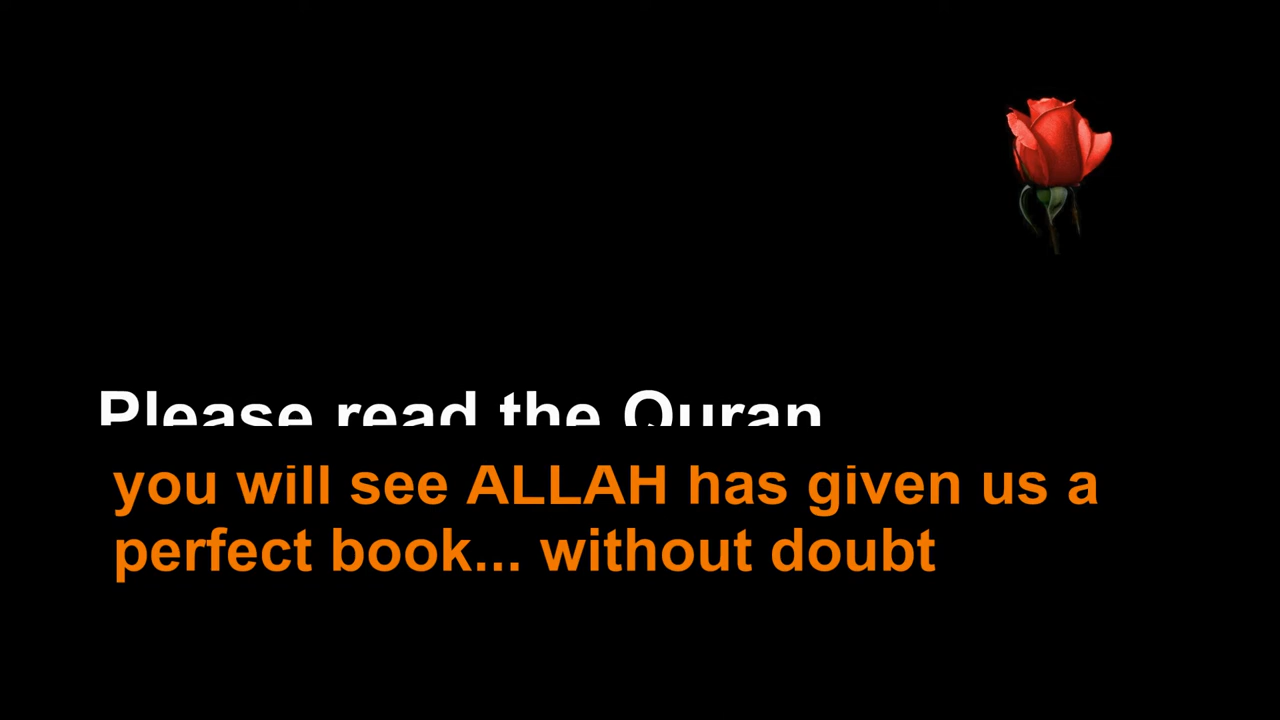 Please read the Quran
you will see ALLAH has given us a
perfect book... without doubt